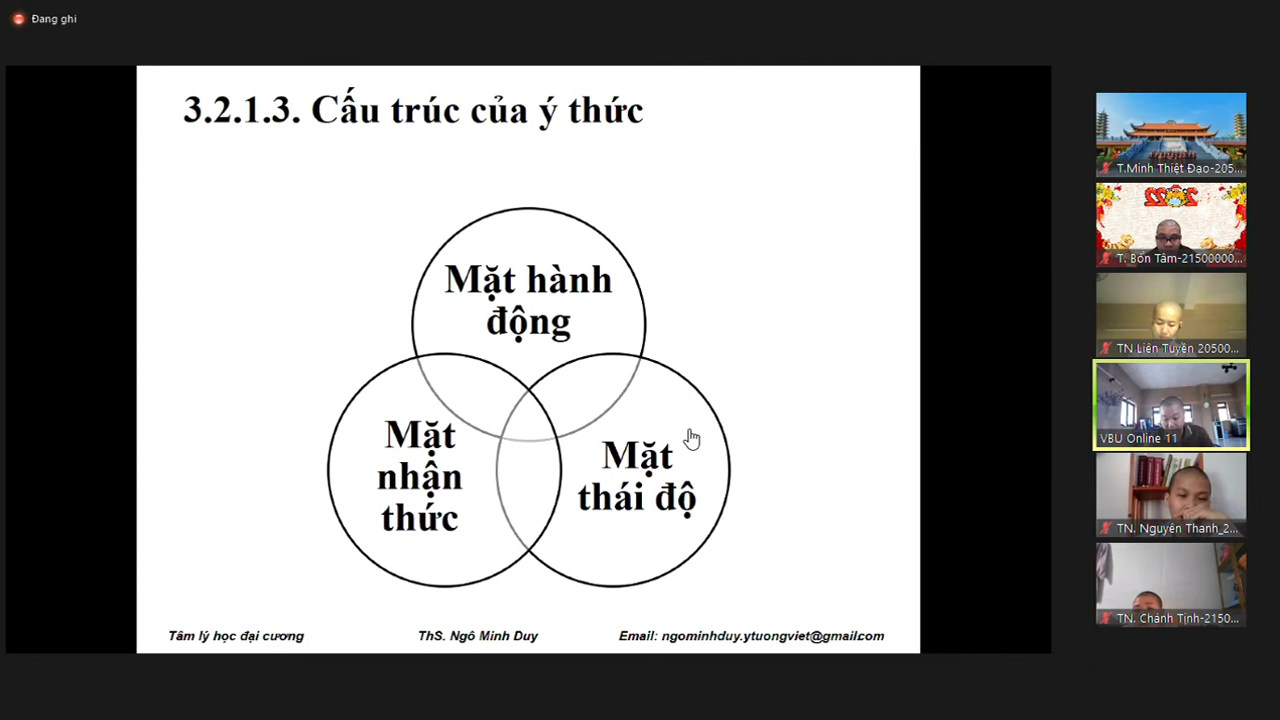 Đang ghi
3.2.1.3. Cấu trúc của ý thức
Mặt hành
động
Mặt
nhận
thức
Mặt
thái độ
Tâm lý học đại cương
ThS. Ngô Minh Duy
Email: ngominhduy.ytuongviet@gmail.com
T.Minh Thiệt Đạo-205...
2022
T. Bổn Tâm-21500000...
TN Liên Tuyền 20500...
VBU Online 11
TN. Nguyên Thanh_2...
TN. Chánh Tịnh-2150...